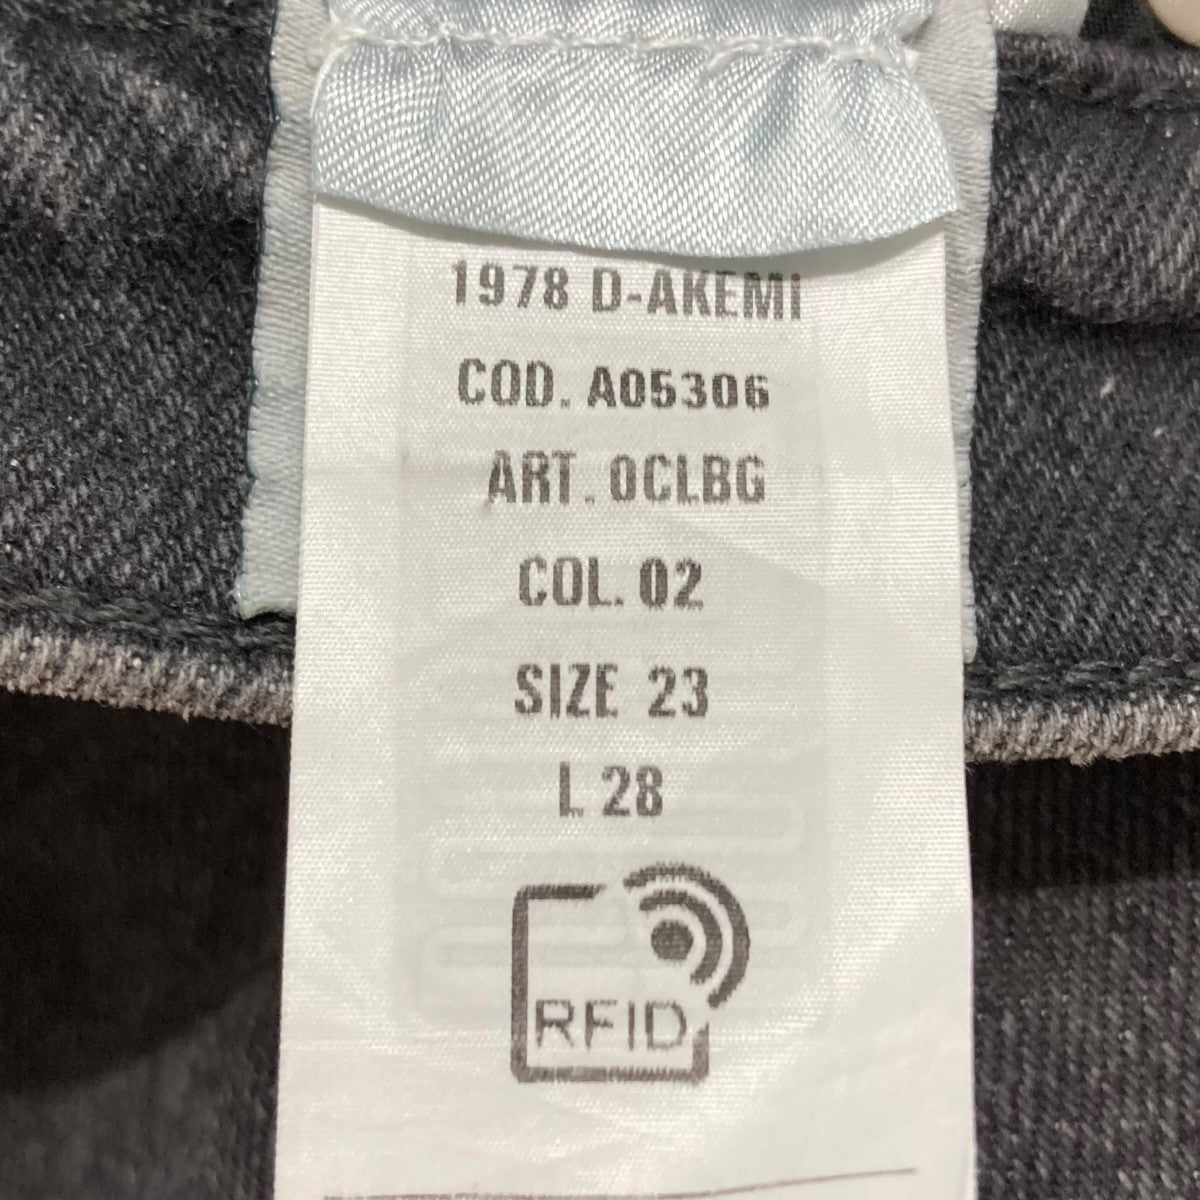 1978 D-AKEMI
COD. A05306
ART. 0CLBG
COL. 02
SIZE 23
L 28
RFID